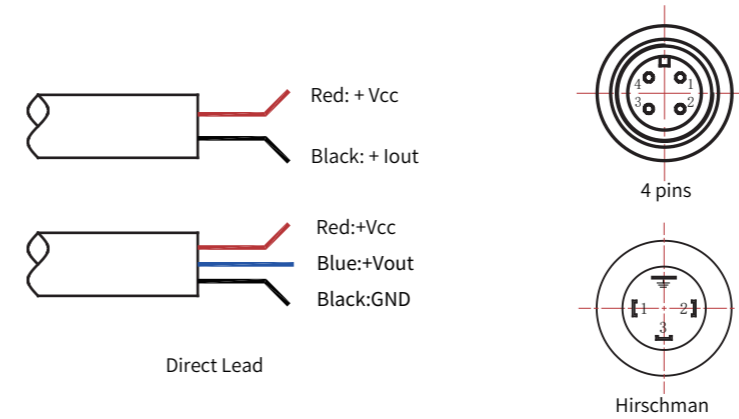 Red: + Vcc
Black: + Iout
Red:+Vcc
Blue:+Vout
Black:GND
Direct Lead
4 1
3 2
4 pins
1 2
3
Hirschman